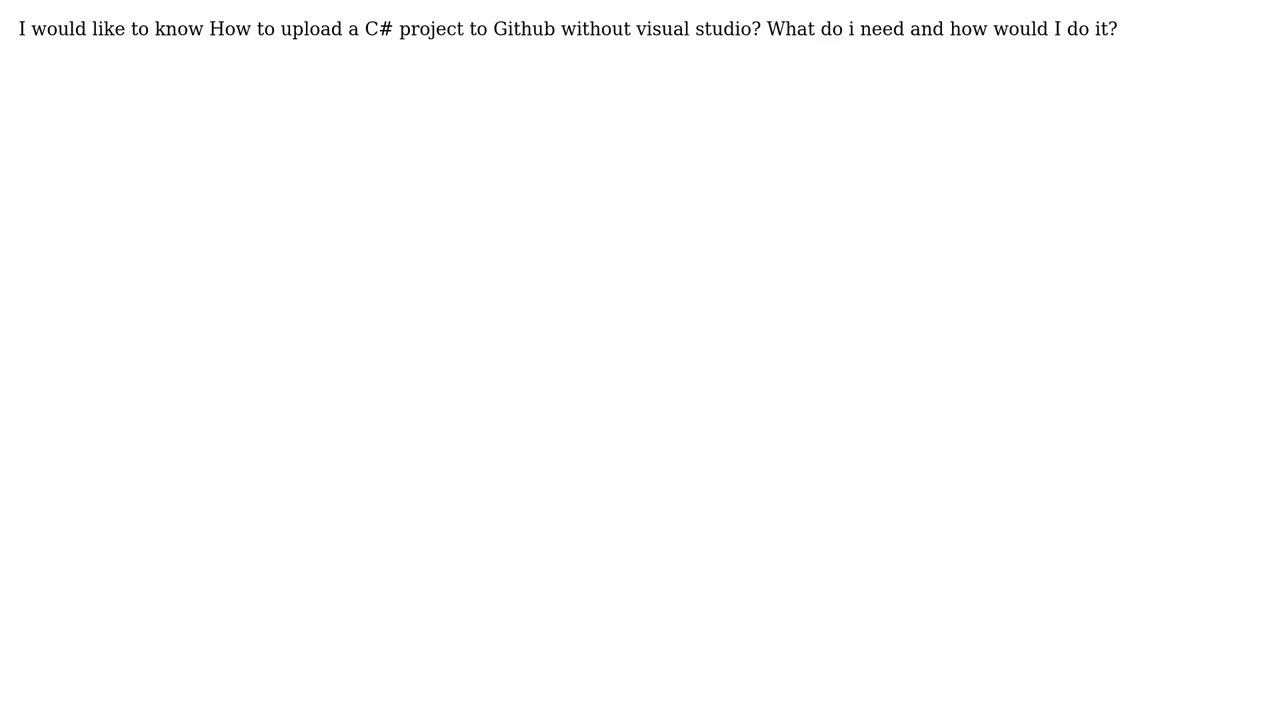 I would like to know How to upload a C# project to Github without visual studio? What do i need and how would I do it?